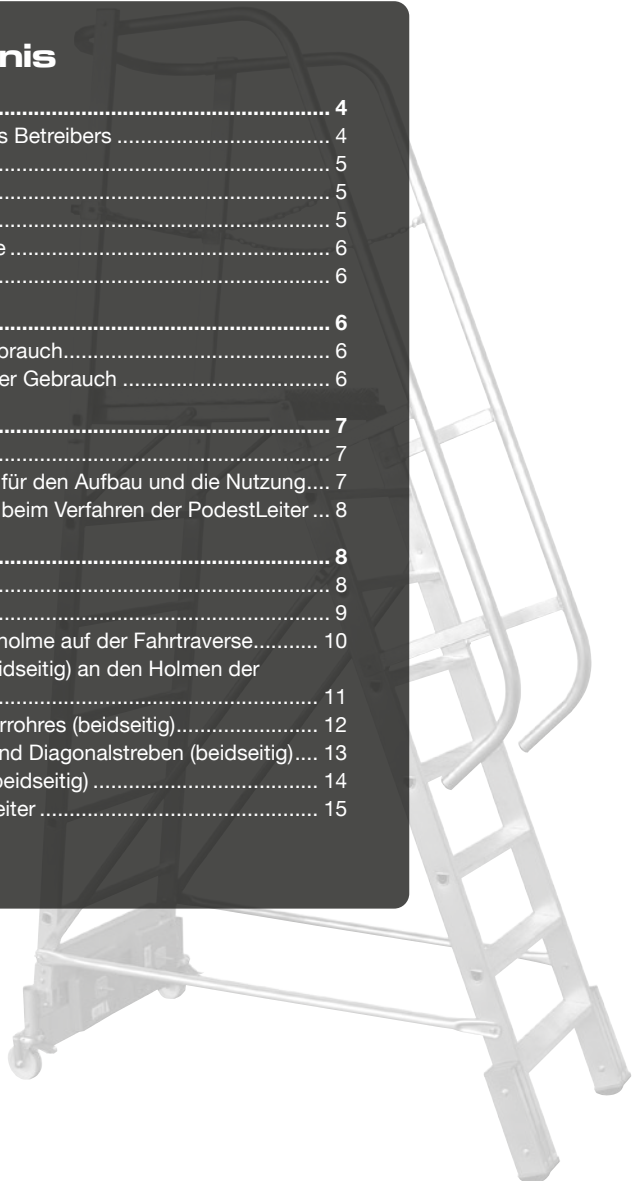 nis
................................................ 4
s Betreibers .................................... 4
................................................ 5
................................................ 5
................................................ 5
e ................................................ 6
................................................ 6
................................................ 6
brauch............................................. 6
er Gebrauch ................................... 6
................................................ 7
................................................ 7
für den Aufbau und die Nutzung.... 7
beim Verfahren der PodestLeiter ... 8
................................................ 8
................................................ 8
................................................ 9
holme auf der Fahrtraverse........... 10
idseitig) an den Holmen der
................................................ 11
rrohres (beidseitig)........................ 12
nd Diagonalstreben (beidseitig).... 13
beidseitig) ...................................... 14
eiter ............................................... 15